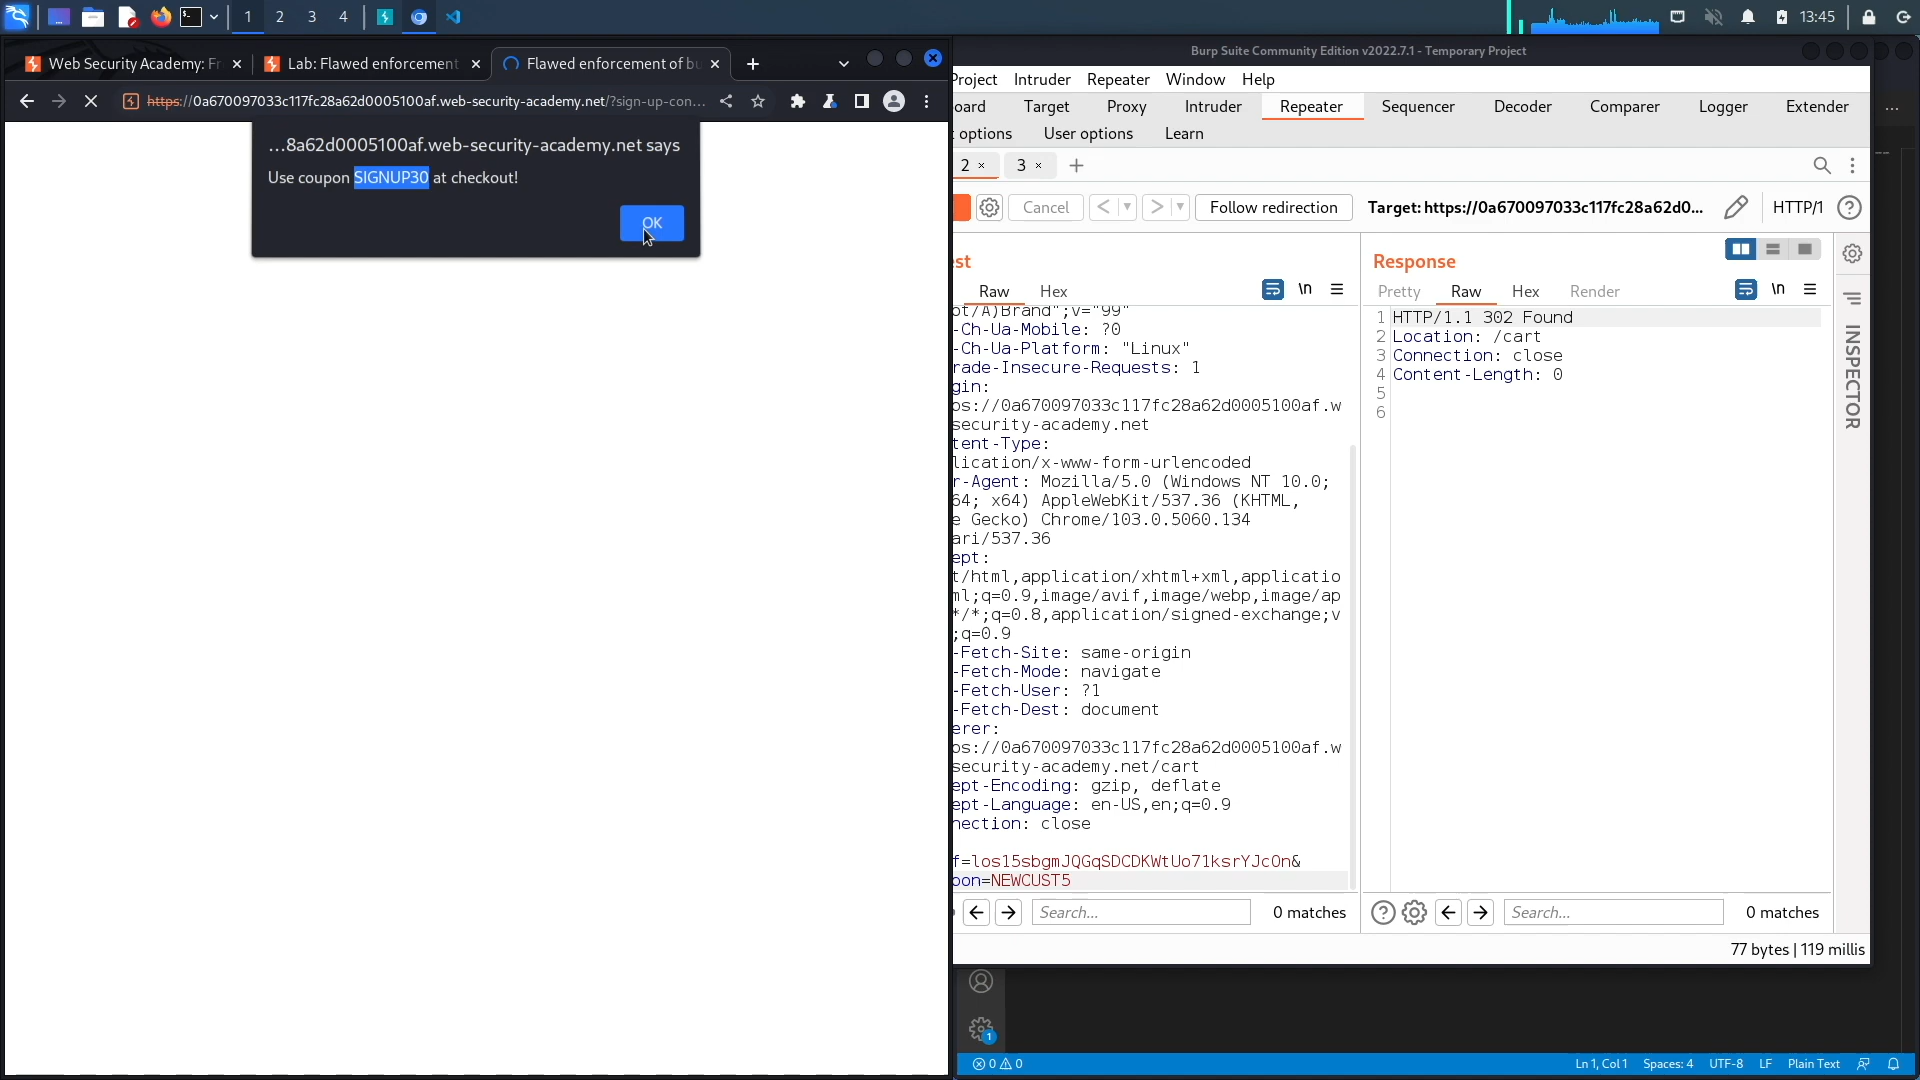 1 2 3 4
13:45
Web Security Academy: Fr
Lab: Flawed enforcement
Flawed enforcement of bu
https://0a670097033c117fc28a62d0005100af.web-security-academy.net/?sign-up-con...
...8a62d0005100af.web-security-academy.net says
Use coupon SIGNUP30 at checkout!
OK
Burp Suite Community Edition v2022.7.1 - Temporary Project
Project Intruder Repeater Window Help
oard Target Proxy Intruder Repeater Sequencer Decoder Comparer Logger Extender
options User options Learn
2 × 3 × +
Cancel < > Follow redirection Target: https://0a670097033c117fc28a62d0... HTTP/1 ?
est
Raw Hex \n
ot/A)Brand";v="99"
-Ch-Ua-Mobile: ?0
-Ch-Ua-Platform: "Linux"
rade-Insecure-Requests: 1
gin:
ps://0a670097033c117fc28a62d0005100af.w
security-academy.net
tent-Type:
lication/x-www-form-urlencoded
r-Agent: Mozilla/5.0 (Windows NT 10.0;
64; x64) AppleWebKit/537.36 (KHTML,
e Gecko) Chrome/103.0.5060.134
ari/537.36
ept:
t/html,application/xhtml+xml,applicatio
ml;q=0.9,image/avif,image/webp,image/ap
*/*;q=0.8,application/signed-exchange;v
;q=0.9
-Fetch-Site: same-origin
-Fetch-Mode: navigate
-Fetch-User: ?1
-Fetch-Dest: document
erer:
ps://0a670097033c117fc28a62d0005100af.w
security-academy.net/cart
ept-Encoding: gzip, deflate
ept-Language: en-US,en;q=0.9
nection: close
f=los15sbgmJQGqSDCDKWtUo71ksrYJcOn&
pon=NEWCUST5
Search... 0 matches
Response
Pretty Raw Hex Render \n
1 HTTP/1.1 302 Found
2 Location: /cart
3 Connection: close
4 Content-Length: 0
5
6
INSPECTOR
? Search... 0 matches
77 bytes | 119 millis
1
0 0
Ln 1, Col 1 Spaces: 4 UTF-8 LF Plain Text